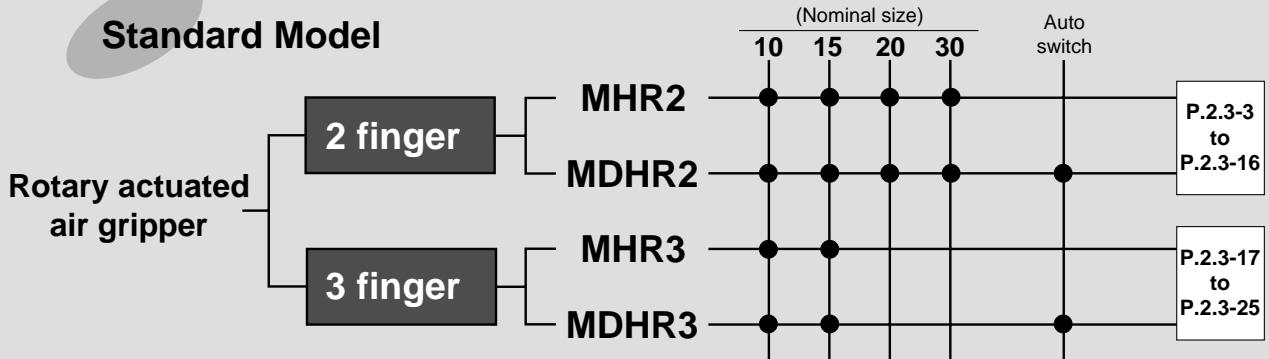 Standard Model
(Nominal size)
10 15 20 30
Auto
switch
Rotary actuated
air gripper
2 finger
MHR2
MDHR2
P.2.3-3
to
P.2.3-16
3 finger
MHR3
MDHR3
P.2.3-17
to
P.2.3-25